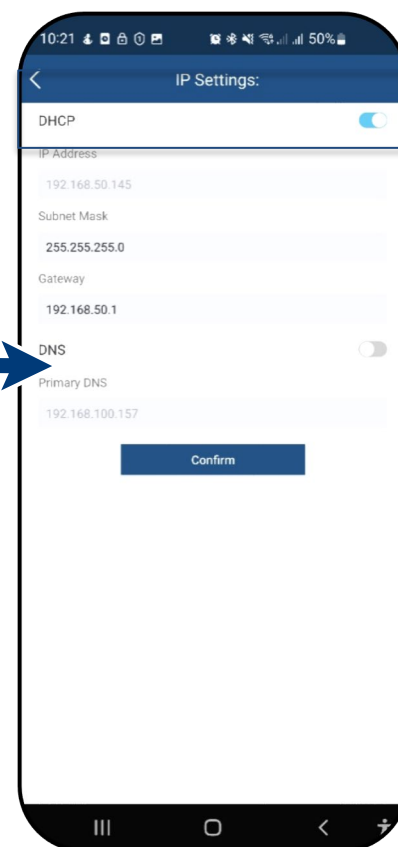 10:21 50%
IP Settings:
DHCP
IP Address
192.168.50.145
Subnet Mask
255.255.255.0
Gateway
192.168.50.1
DNS
Primary DNS
192.168.100.157
Confirm